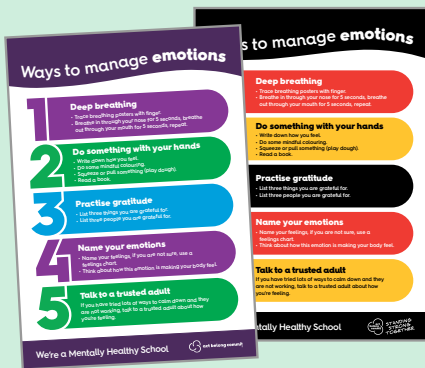 Ways to manage emotions
1
Deep breathing
· Trace breathing posters with finger.
· Breathe in through your nose for 5 seconds, breathe
out through your mouth for 5 seconds, repeat.
2
Do something with your hands
· Write down how you feel.
· Do some mindful colouring.
· Squeeze or pull something (play dough).
· Read a book.
3
Practise gratitude
· List three things you are grateful for.
· List three people you are grateful for.
4
Name your emotions
· Name your feelings, if you are not sure, use a
feelings chart.
· Think about how this emotion is making your body feel.
5
Talk to a trusted adult
If you have tried lots of ways to calm down and they
are not working, talk to a trusted adult about how
you're feeling.
We're a Mentally Healthy School
net belong summit
s to manage emotions
Deep breathing
· Trace breathing posters with finger.
· Breathe in through your nose for 5 seconds, breathe
out through your mouth for 5 seconds, repeat.
Do something with your hands
· Write down how you feel.
· Do some mindful colouring.
· Squeeze or pull something (play dough).
· Read a book.
Practise gratitude
· List three things you are grateful for.
· List three people you are grateful for.
Name your emotions
· Name your feelings, if you are not sure, use a
feelings chart.
· Think about how this emotion is making your body feel.
Talk to a trusted adult
If you have tried lots of ways to calm down and they
are not working, talk to a trusted adult about how
you're feeling.
ntally Healthy School
STANDING
STRONG
TOGETHER